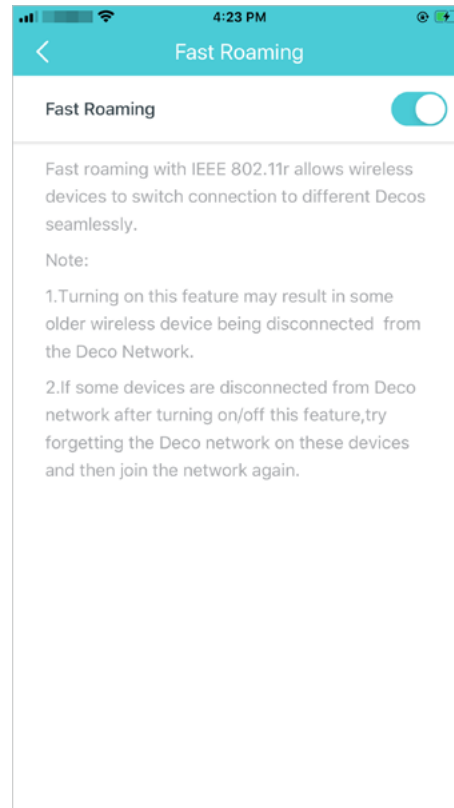 4:23 PM
Fast Roaming
Fast Roaming
Fast roaming with IEEE 802.11r allows wireless
devices to switch connection to different Decos
seamlessly.
Note:
1.Turning on this feature may result in some
older wireless device being disconnected  from
the Deco Network.
2.If some devices are disconnected from Deco
network after turning on/off this feature,try
forgetting the Deco network on these devices
and then join the network again.